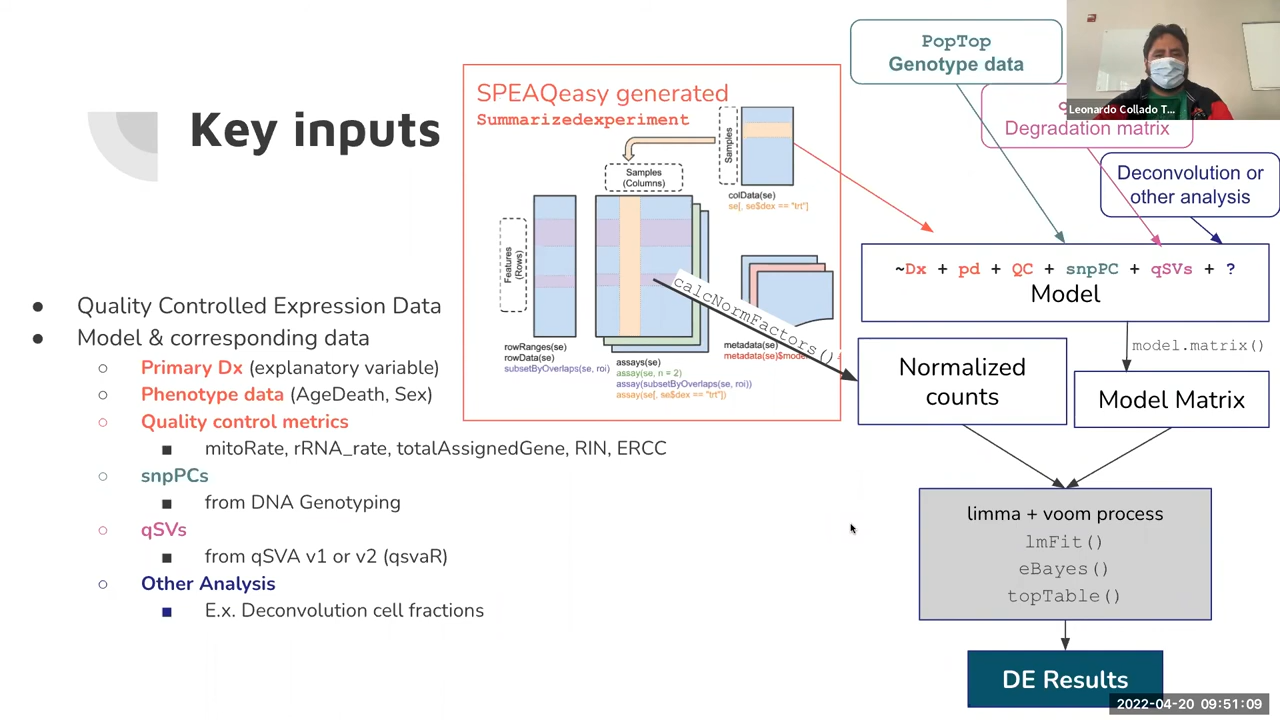 Key inputs
● Quality Controlled Expression Data
● Model & corresponding data
○ Primary Dx (explanatory variable)
○ Phenotype data (AgeDeath, Sex)
○ Quality control metrics
■ mitoRate, rRNA_rate, totalAssignedGene, RIN, ERCC
○ snpPCs
■ from DNA Genotyping
○ qSVs
■ from qSVA v1 or v2 (qsvaR)
○ Other Analysis
■ E.x. Deconvolution cell fractions
SPEAQeasy generated
Summarizedexperiment
Samples
Samples
(Columns)
colData(se)
se[, se$dex == "trt"]
Features
(Rows)
rowRanges(se)
rowData(se)
subsetByOverlaps(se, roi)
assays(se)
assay(se, n = 2)
assay(subsetByOverlaps(se, roi))
assay(se[, se$dex == "trt"])
metadata(se)
metadata(se)$mode
calcNormFactors()
PopTop
Genotype data
Degradation matrix
Deconvolution or
other analysis
Leonardo Collado T...
~Dx + pd + QC + snpPC + qSVs + ?
Model
model.matrix()
Normalized
counts
Model Matrix
limma + voom process
lmFit()
eBayes()
topTable()
DE Results
2022-04-20 09:51:09